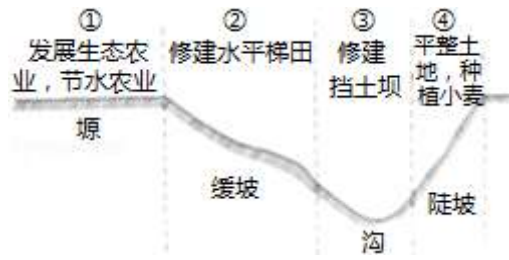 ① ② ③ ④
发展生态农
业，节水农业
修建水平梯田
修建
挡土坝
平整土
地，种
植小麦
塬
缓坡
沟
陡坡